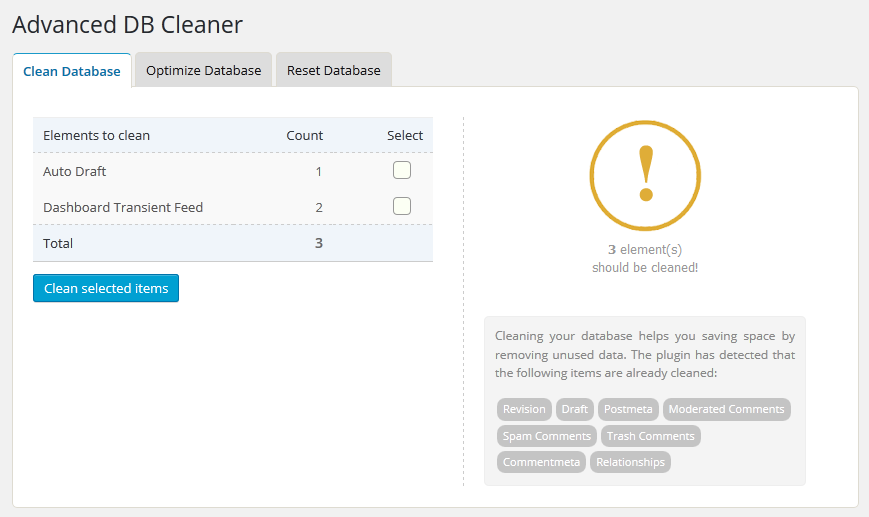 Advanced DB Cleaner
Clean Database Optimize Database Reset Database
Elements to clean Count Select
Auto Draft 1
Dashboard Transient Feed 2
Total 3
Clean selected items
!
3 element(s)
should be cleaned!
Cleaning your database helps you saving space by
removing unused data. The plugin has detected that
the following items are already cleaned:
Revision Draft Postmeta Moderated Comments
Spam Comments Trash Comments
Commentmeta Relationships